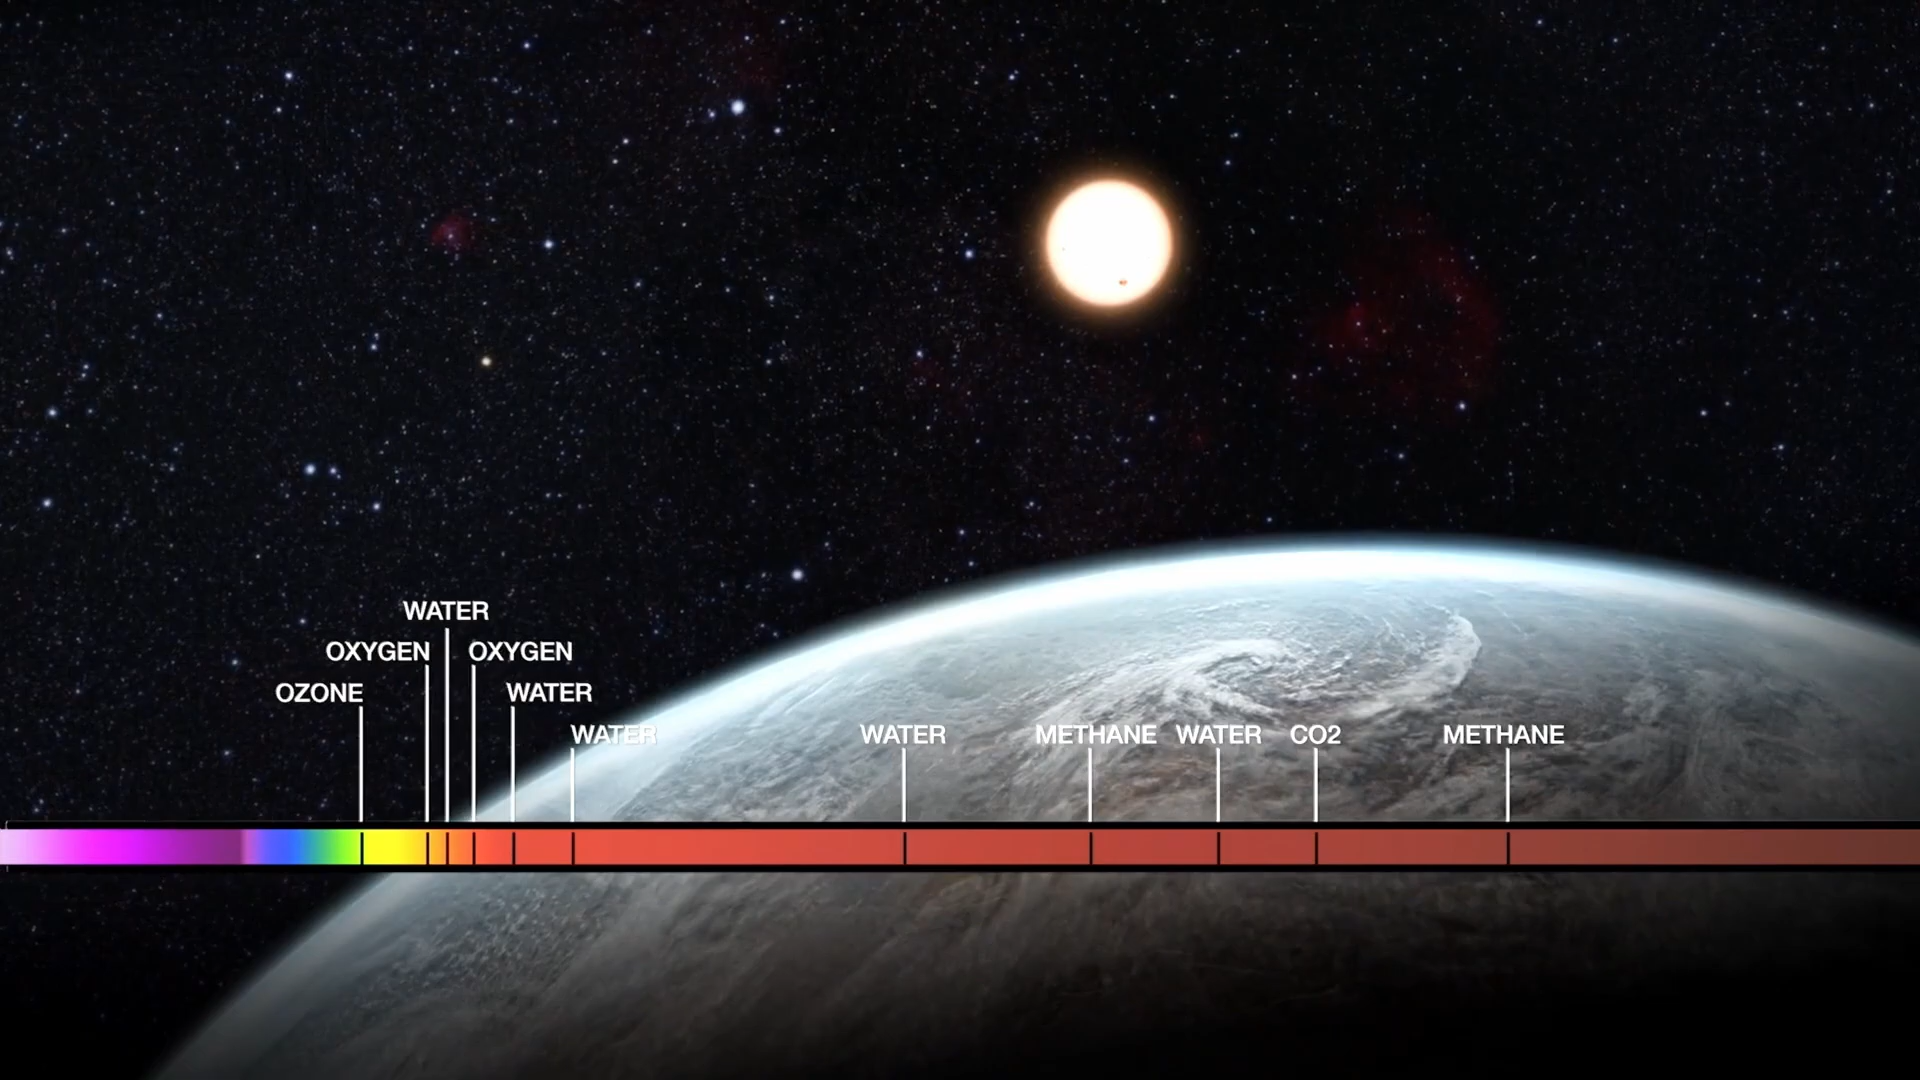 WATER
OXYGEN OXYGEN
OZONE WATER
WATER WATER METHANE WATER CO2 METHANE